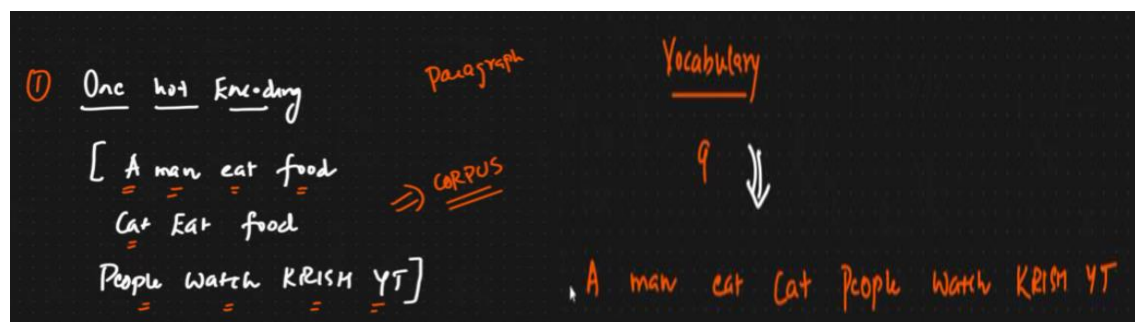 ① One hot Encoding
Paragraph
[ A man eat food
Cat Eat food
People Watch KRISH YT]
⇒ CORPUS
Vocabulary
9
A man eat Cat People Watch KRISH YT